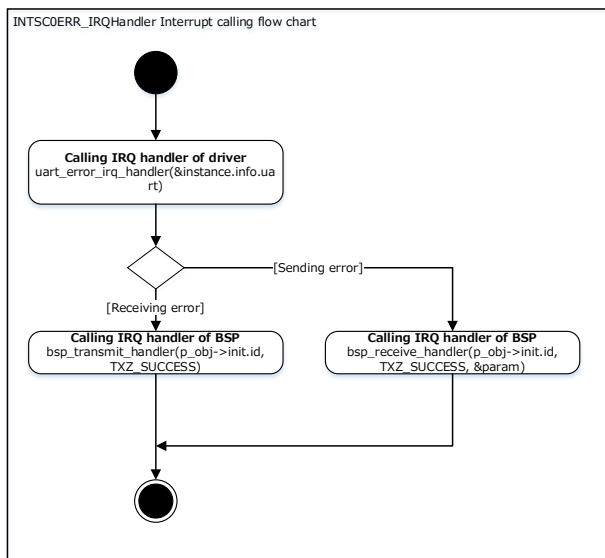 INTSC0ERR_IRQHandler Interrupt calling flow chart
Calling IRQ handler of driver
uart_error_irq_handler(&instance.info.ua
rt)
[Sending error]
[Receiving error]
Calling IRQ handler of BSP
bsp_transmit_handler(p_obj->init.id,
TXZ_SUCCESS)
Calling IRQ handler of BSP
bsp_receive_handler(p_obj->init.id,
TXZ_SUCCESS, &param)